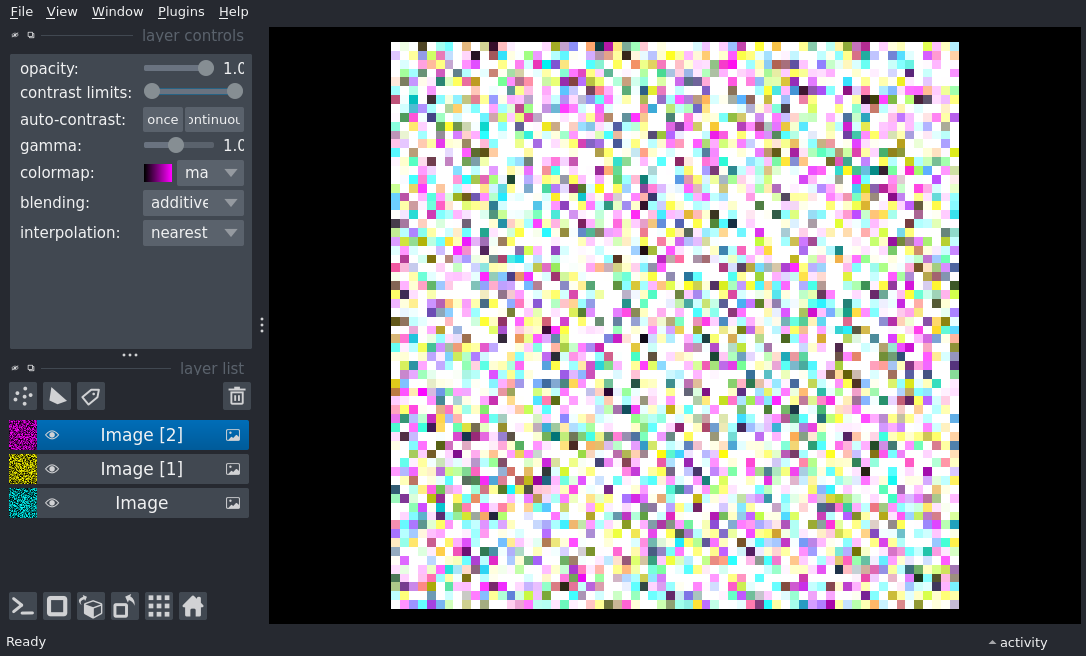 File View Window Plugins Help
layer controls
opacity: 1.0
contrast limits:
auto-contrast: once ontinuou
gamma: 1.0
colormap: ma
blending: additive
interpolation: nearest
layer list
Image [2]
Image [1]
Image
Ready
activity